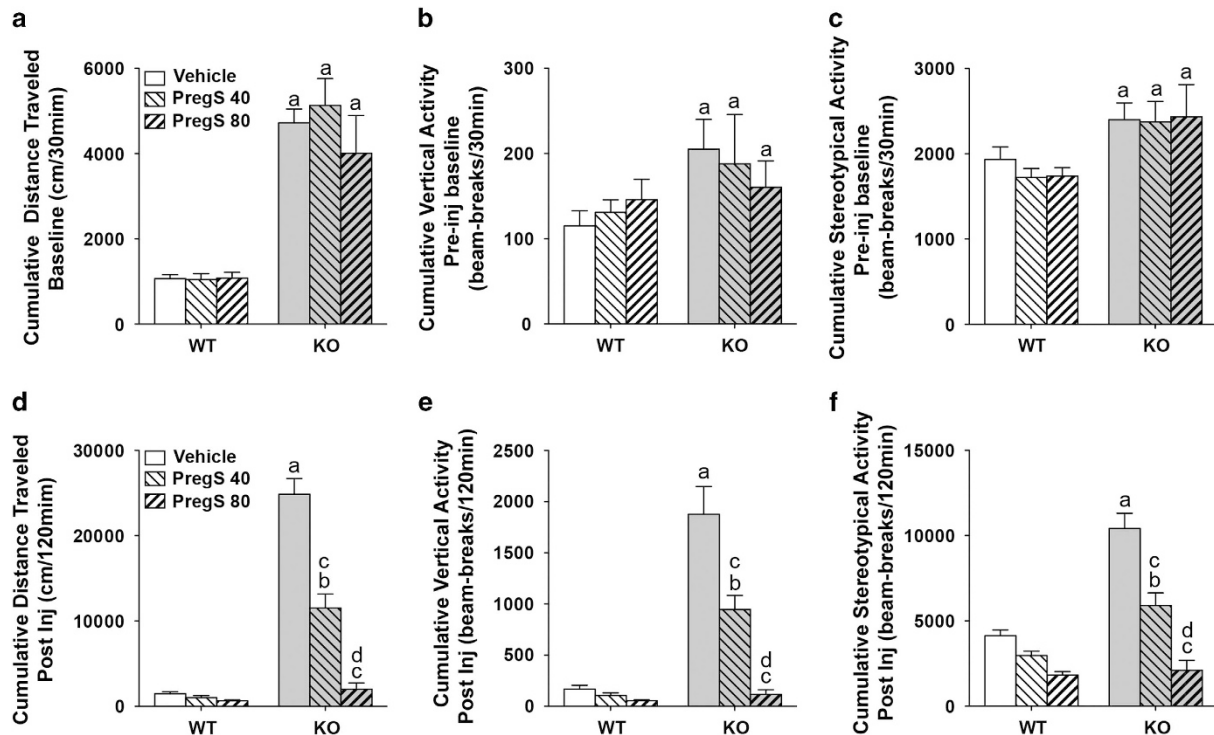 a
Cumulative Distance Traveled
Baseline (cm/30mim)
6000
4000
2000
0
Vehicle
PregS 40
PregS 80
a
a
a
WT
KO
b
Cumulative Vertical Activity
Pre-inj baseline
(beam-breaks/30min)
300
200
100
0
a
a
a
WT
KO
c
Cumulative Stereotypical Activity
Pre-inj baseline
(beam-breaks/30min)
3000
2000
1000
0
a
a
a
WT
KO
d
Cumulative Distance Traveled
Post Inj (cm/120mim)
30000
20000
10000
0
Vehicle
PregS 40
PregS 80
a
c
b
d
c
WT
KO
e
Cumulative Vertical Activity
Post Inj (beam-breaks/120min)
2500
2000
1500
1000
500
0
a
c
b
d
c
WT
KO
f
Cumulative Stereotypical Activity
Post Inj (beam-breaks/120min)
15000
10000
5000
0
a
c
b
d
c
WT
KO